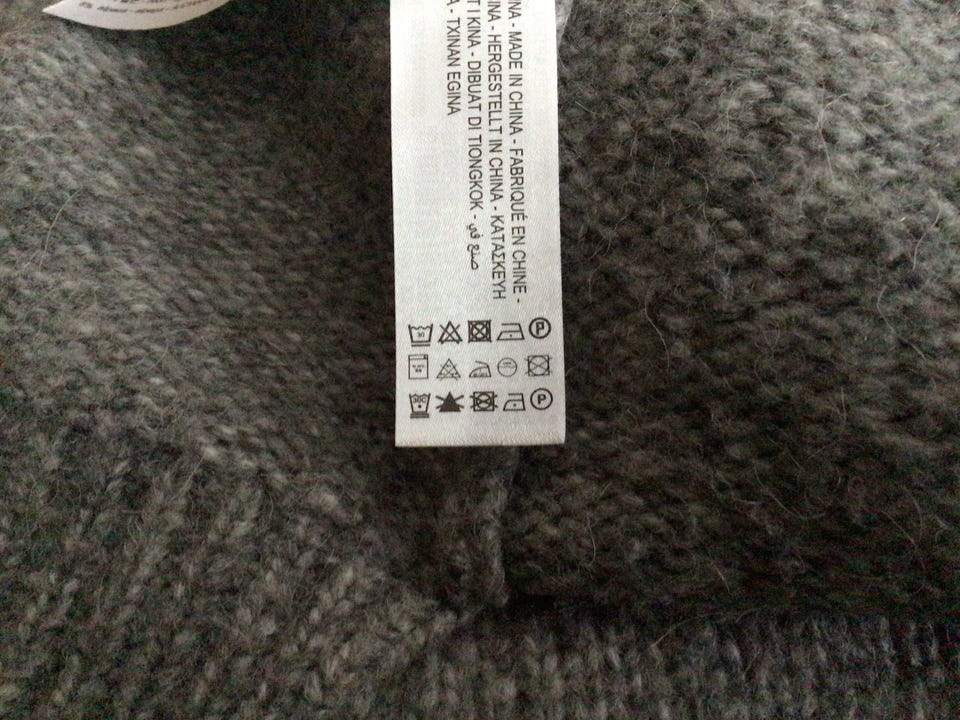 INA - MADE IN CHINA - FABRIQUÉ EN CHINE -
INA - HERGESTELLT IN CHINA - ΚΑΤΑΣΚΕΥΗ
T I KINA - DIBUAT DI TIONGKOK - صنع في
A - TXINAN EGINA
P
P